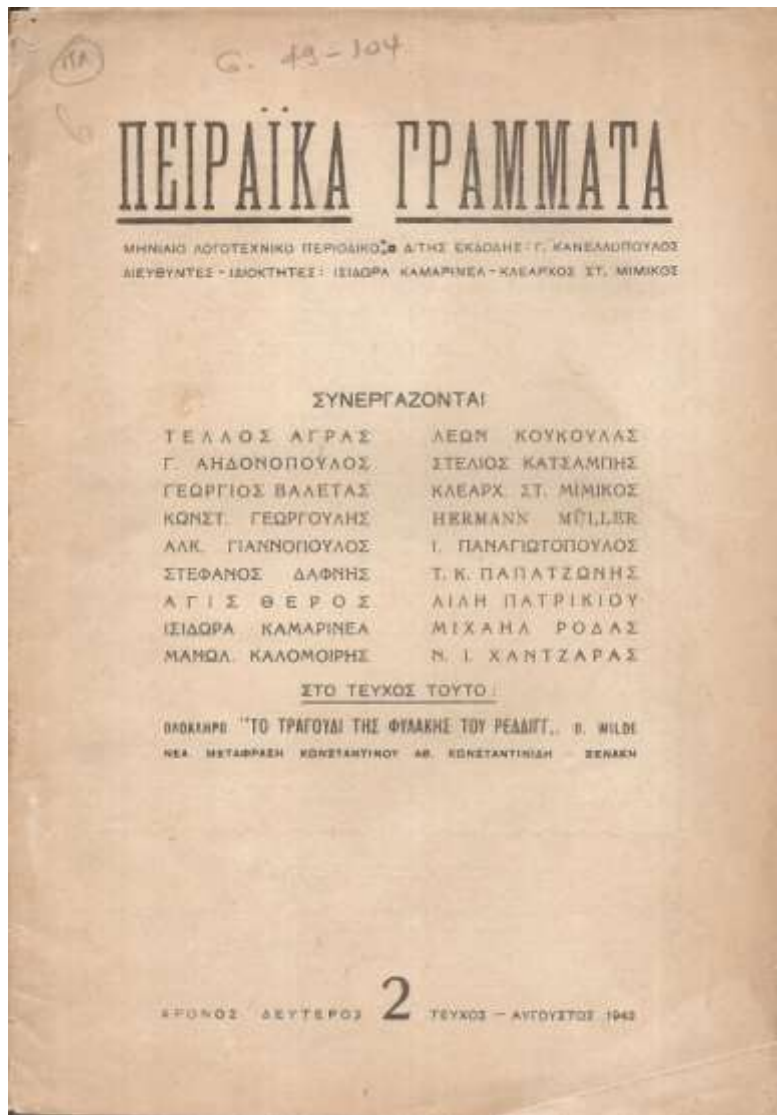 σ. 49-104
ΠΕΙΡΑΪΚΑ ΓΡΑΜΜΑΤΑ
ΜΗΝΙΑΙΟ ΛΟΓΟΤΕΧΝΙΚΟ ΠΕΡΙΟΔΙΚΟ: Δ/ΤΗΣ ΕΚΔΟΔΗΣ: Γ. ΚΑΝΕΛΛΟΠΟΥΛΟΣ
ΔΙΕΥΘΥΝΤΕΣ - ΙΔΙΟΚΤΗΤΕΣ: ΙΣΙΔΩΡΑ ΚΑΜΑΡΙΝΕΑ - ΚΛΕΑΡΧΟΣ ΣΤ. ΜΙΜΙΚΟΣ
ΣΥΝΕΡΓΑΖΟΝΤΑΙ
ΤΕΛΛΟΣ ΑΓΡΑΣ
Γ. ΑΗΔΟΝΟΠΟΥΛΟΣ
ΓΕΩΡΓΙΟΣ ΒΑΛΕΤΑΣ
ΚΩΝΣΤ. ΓΕΩΡΓΟΥΛΗΣ
ΑΛΚ. ΓΙΑΝΝΟΠΟΥΛΟΣ
ΣΤΕΦΑΝΟΣ ΔΑΦΝΗΣ
ΑΓΙΣ ΘΕΡΟΣ
ΙΣΙΔΩΡΑ ΚΑΜΑΡΙΝΕΑ
ΜΑΝΩΛ. ΚΑΛΟΜΟΙΡΗΣ
ΛΕΩΝ ΚΟΥΚΟΥΛΑΣ
ΣΤΕΛΙΟΣ ΚΑΤΣΑΜΠΗΣ
ΚΛΕΑΡΧ. ΣΤ. ΜΙΜΙΚΟΣ
HERMANN MÜLLER
Ι. ΠΑΝΑΓΙΩΤΟΠΟΥΛΟΣ
Τ. Κ. ΠΑΠΑΤΖΩΝΗΣ
ΛΙΛΗ ΠΑΤΡΙΚΙΟΥ
ΜΙΧΑΗΛ ΡΟΔΑΣ
Ν. Ι. ΧΑΝΤΖΑΡΑΣ
ΣΤΟ ΤΕΥΧΟΣ ΤΟΥΤΟ:
ΟΛΟΚΛΗΡΟ "ΤΟ ΤΡΑΓΟΥΔΙ ΤΗΣ ΦΥΛΑΚΗΣ ΤΟΥ ΡΕΔΔΙΓΓ,, O. WILDE
ΝΕΑ ΜΕΤΑΦΡΑΣΗ ΚΩΝΣΤΑΝΤΙΝΟΥ ΑΘ. ΚΩΝΣΤΑΝΤΙΝΙΔΗ - ΞΕΝΑΚΗ
ΧΡΟΝΟΣ ΔΕΥΤΕΡΟΣ 2 ΤΕΥΧΟΣ - ΑΥΓΟΥΣΤΟΣ 1943